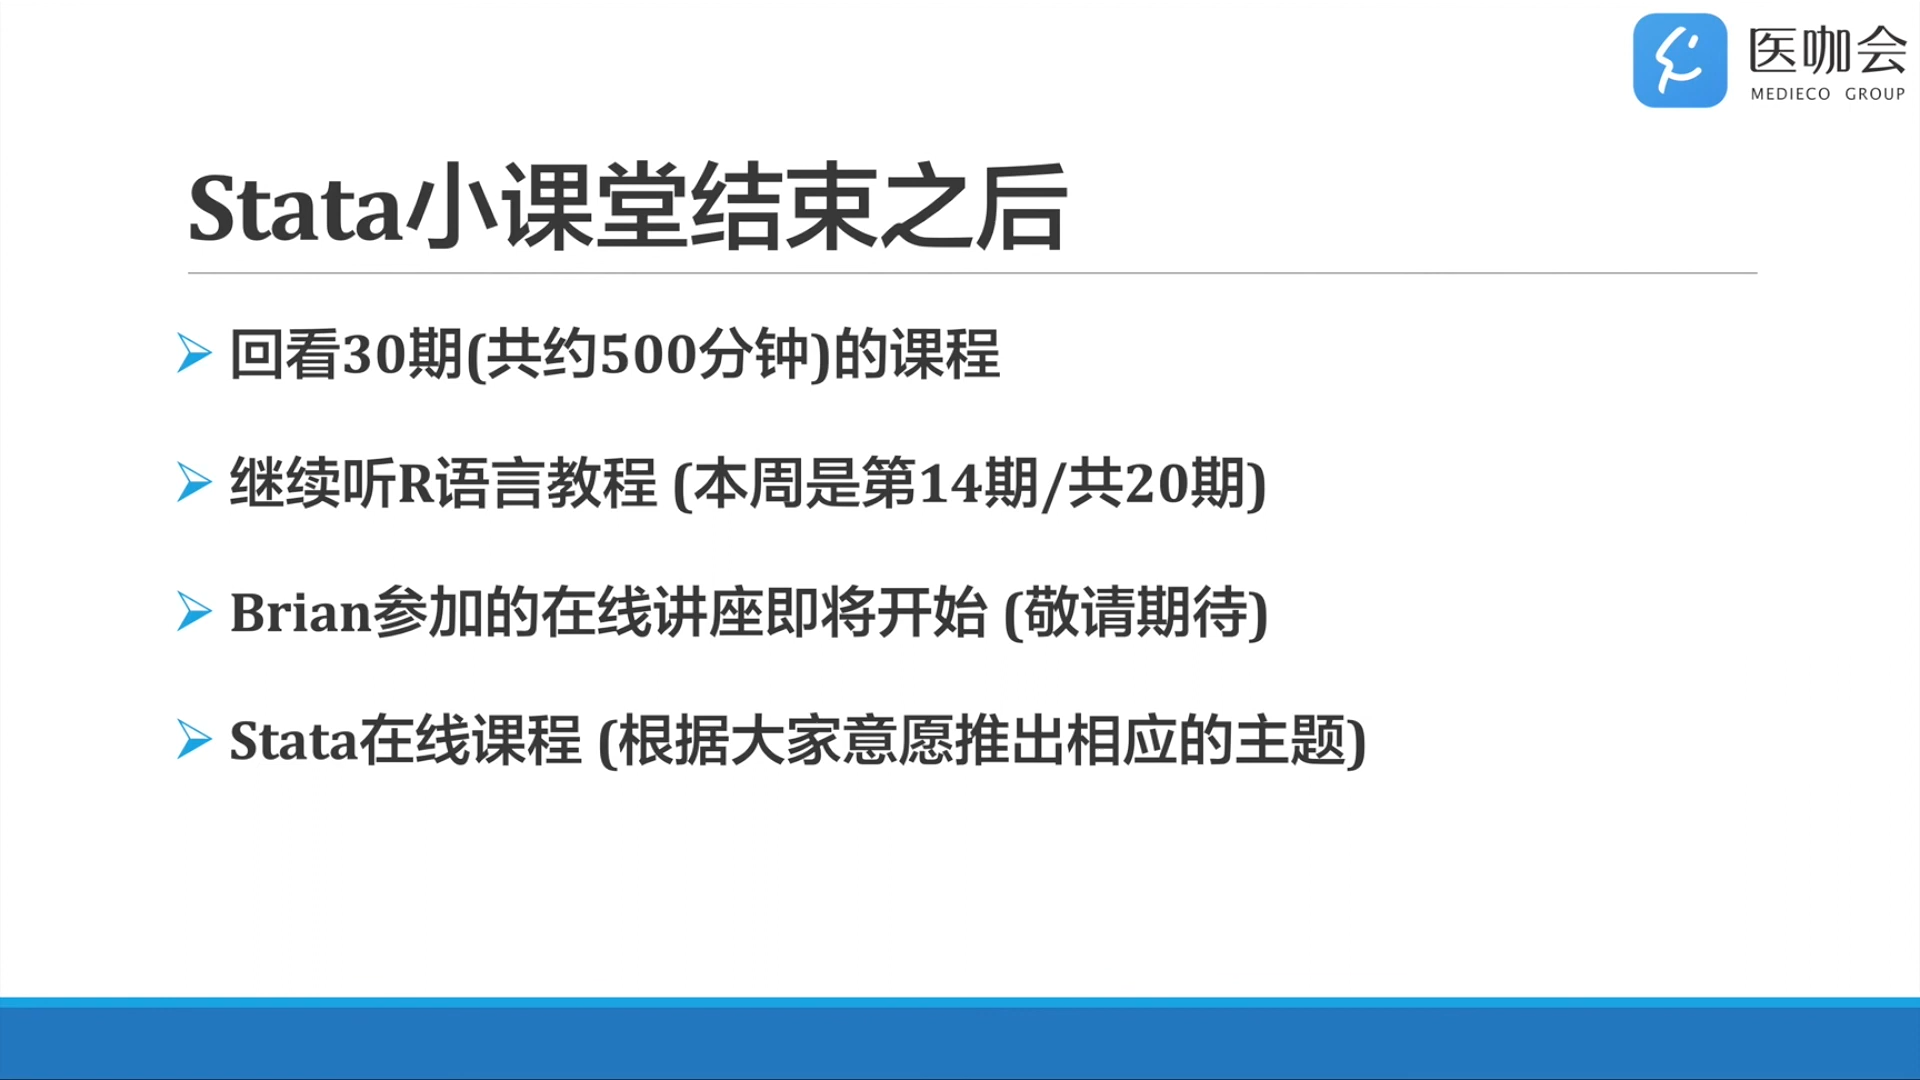 医咖会
MEDIECO GROUP
Stata小课堂结束之后
回看30期(共约500分钟)的课程
继续听R语言教程 (本周是第14期/共20期)
Brian参加的在线讲座即将开始 (敬请期待)
Stata在线课程 (根据大家意愿推出相应的主题)